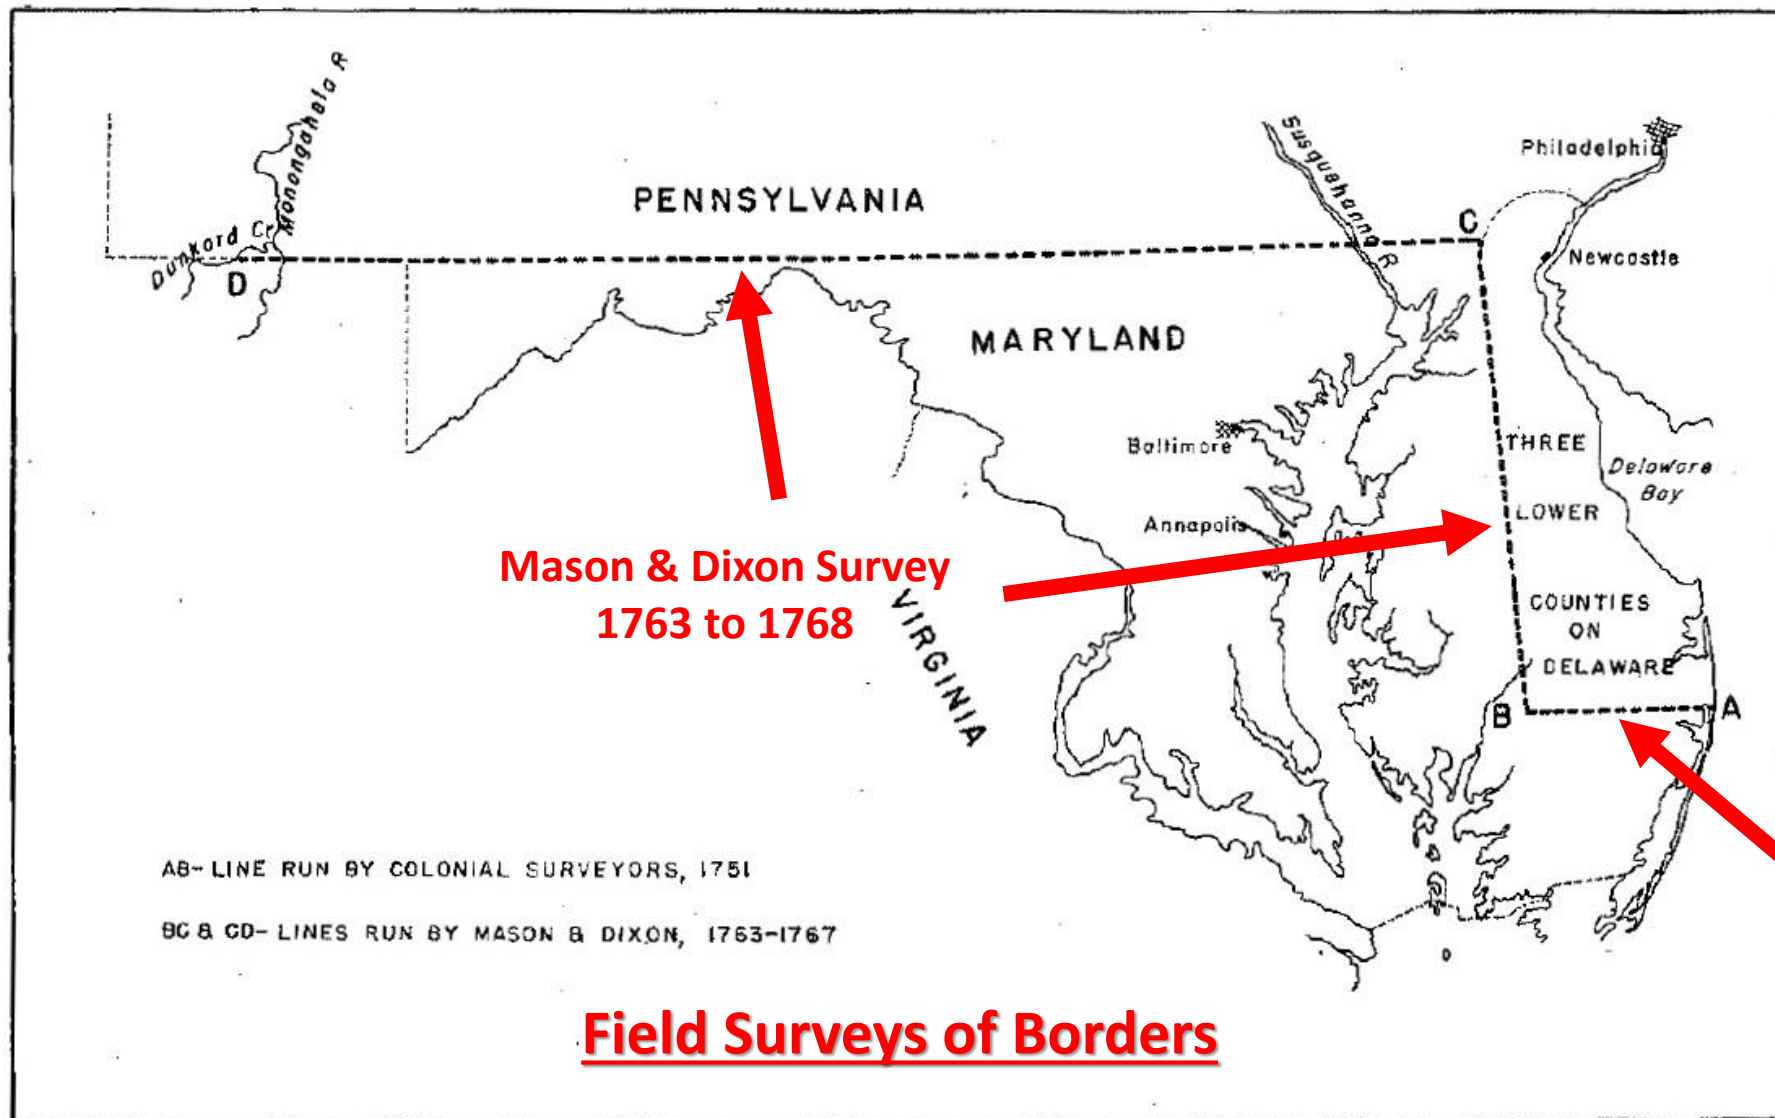 Monongahela R
Dunkard Cr
D
PENNSYLVANIA
Susquehanna R
Philadelphia
C
Newcastle
MARYLAND
Baltimore
Annapolis
THREE
LOWER
COUNTIES
ON
DELAWARE
Delaware
Bay
Mason & Dixon Survey
1763 to 1768
VIRGINIA
B
A
AB- LINE RUN BY COLONIAL SURVEYORS, 1751
BC & CD- LINES RUN BY MASON & DIXON, 1763-1767
D
Field Surveys of Borders